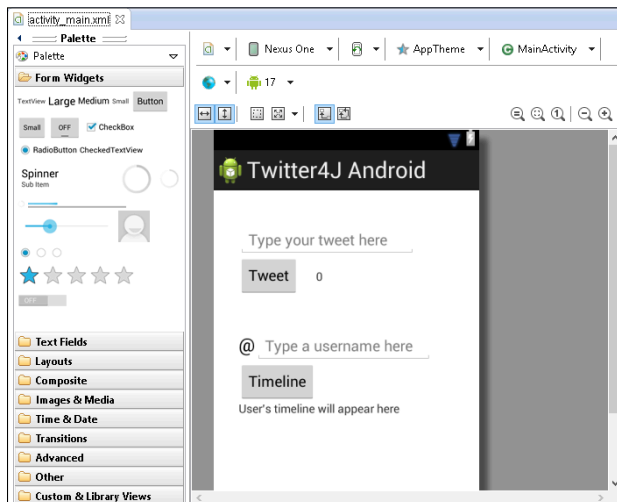 activity_main.xml
Palette
Palette
Form Widgets
TextView Large Medium Small Button
Small OFF CheckBox
RadioButton CheckedTextView
Spinner
Sub Item
OFF
Text Fields
Layouts
Composite
Images & Media
Time & Date
Transitions
Advanced
Other
Custom & Library Views
Nexus One AppTheme MainActivity
17
Twitter4J Android
Type your tweet here
Tweet 0
@ Type a username here
Timeline
User's timeline will appear here